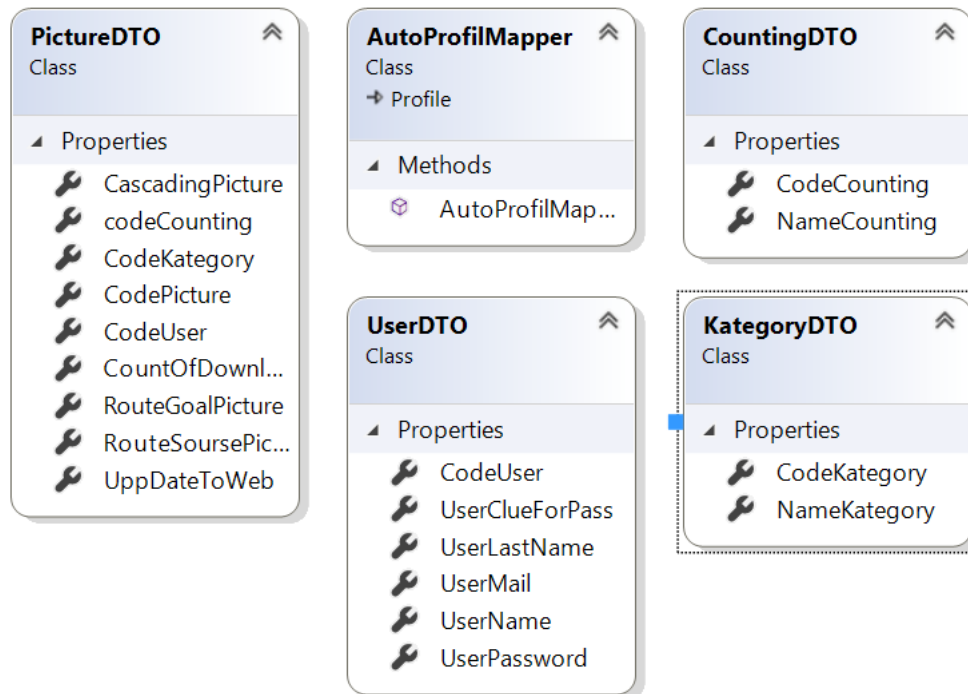 PictureDTO
Class
Properties
CascadingPicture
codeCounting
CodeKategory
CodePicture
CodeUser
CountOfDownl...
RouteGoalPicture
RouteSoursePic...
UppDateToWeb
AutoProfilMapper
Class
Profile
Methods
AutoProfilMap...
CountingDTO
Class
Properties
CodeCounting
NameCounting
UserDTO
Class
Properties
CodeUser
UserClueForPass
UserLastName
UserMail
UserName
UserPassword
KategoryDTO
Class
Properties
CodeKategory
NameKategory